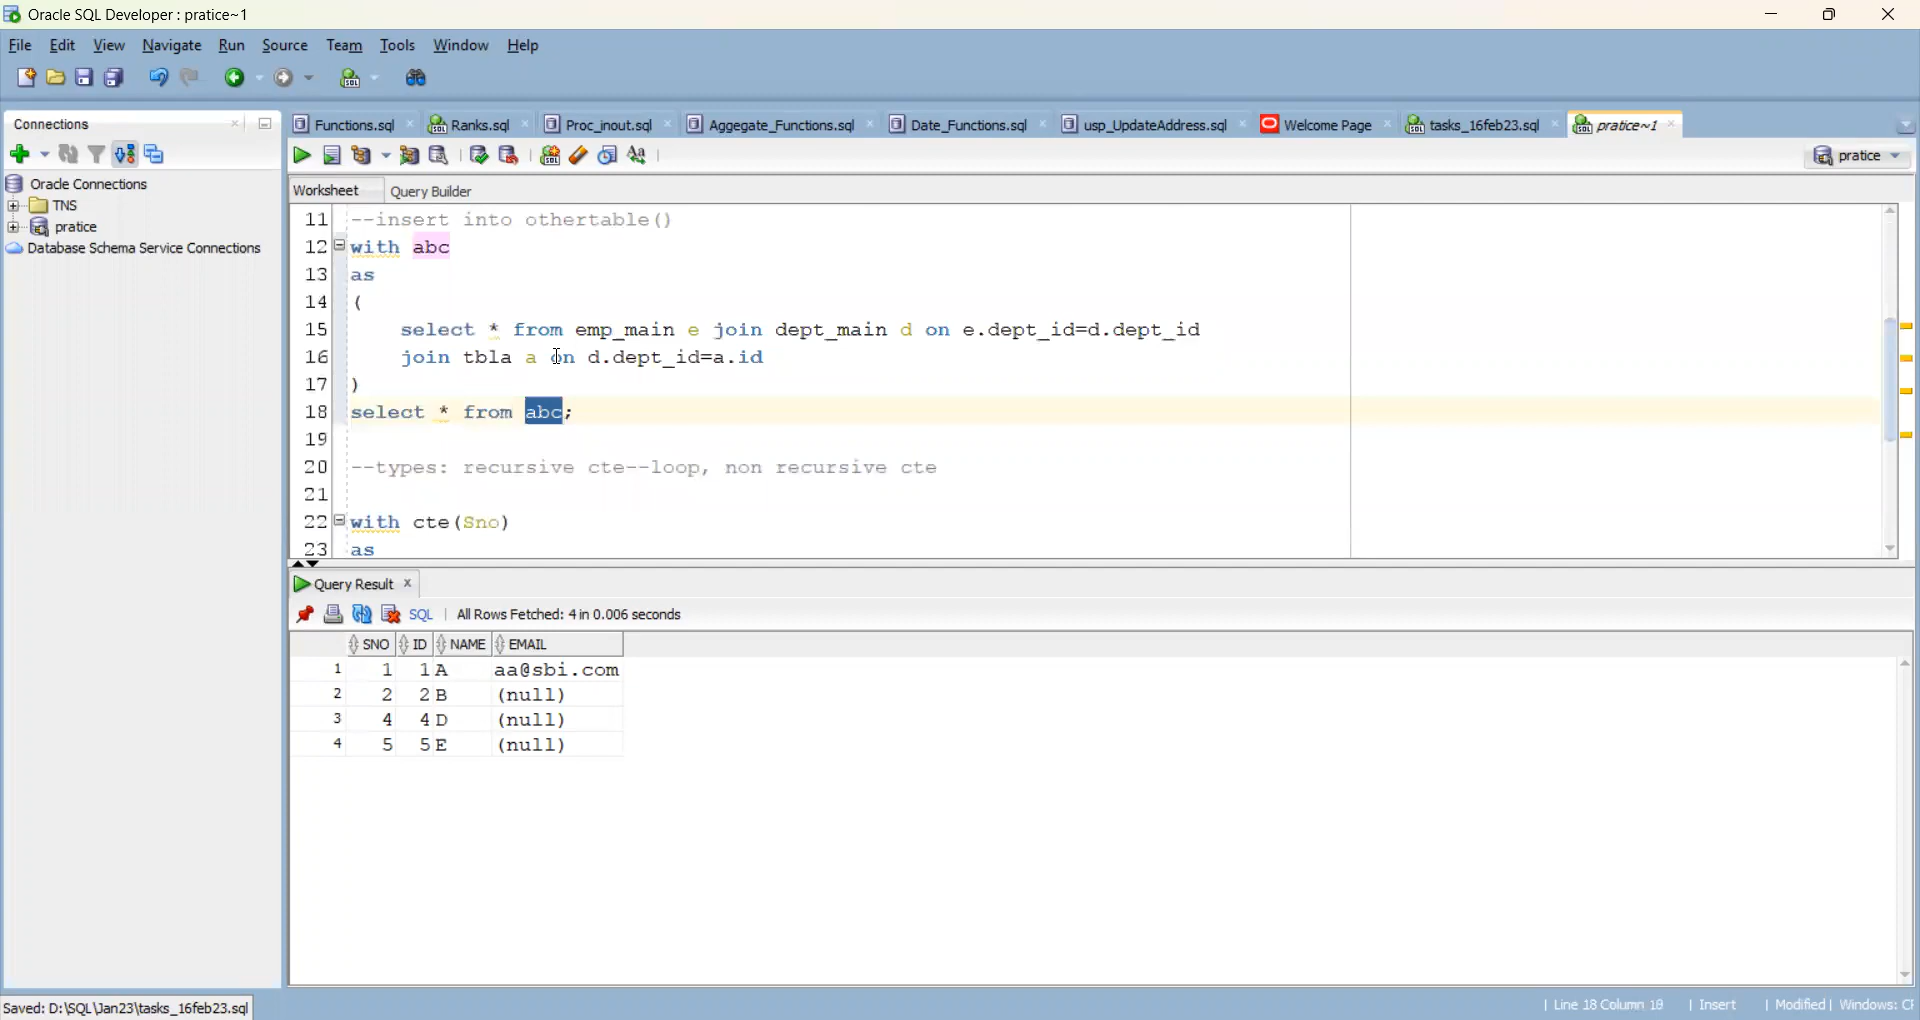 Oracle SQL Developer : pratice~1
File Edit View Navigate Run Source Team Tools Window Help
Connections
Functions.sql Ranks.sql Proc_inout.sql Aggegate_Functions.sql Date_Functions.sql usp_UpdateAddress.sql Welcome Page tasks_16feb23.sql pratice~1
pratice
Oracle Connections
TNS
pratice
Database Schema Service Connections
Worksheet Query Builder
11 --insert into othertable()
12 with abc
13 as
14 (
15 select * from emp_main e join dept_main d on e.dept_id=d.dept_id
16 join tbla a on d.dept_id=a.id
17 )
18 select * from abc;
19
20 --types: recursive cte--loop, non recursive cte
21
22 with cte(Sno)
23 as
Query Result
SQL | All Rows Fetched: 4 in 0.006 seconds
SNO ID NAME EMAIL
1 1 1 A aa@sbi.com
2 2 2 B (null)
3 4 4 D (null)
4 5 5 E (null)
Saved: D:\SQL\Jan23\tasks_16feb23.sql
| Line 18 Column 18 | Insert | Modified | Windows: CF